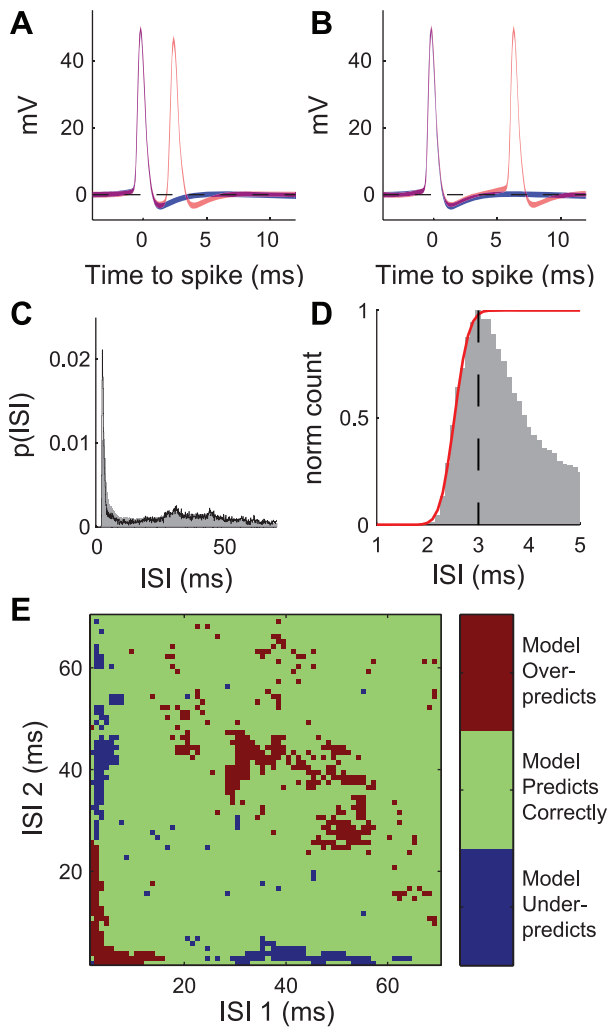 A
B
mV
40
20
0
0
5
10
Time to spike (ms)
mV
40
20
0
0
5
10
Time to spike (ms)
C
D
p(ISI)
0.02
0.01
0
0
50
ISI (ms)
norm count
1
0.5
0
1
2
3
4
5
ISI (ms)
E
ISI 2 (ms)
60
40
20
20
40
60
ISI 1 (ms)
Model
Over-
predicts
Model
Predicts
Correctly
Model
Under-
predicts